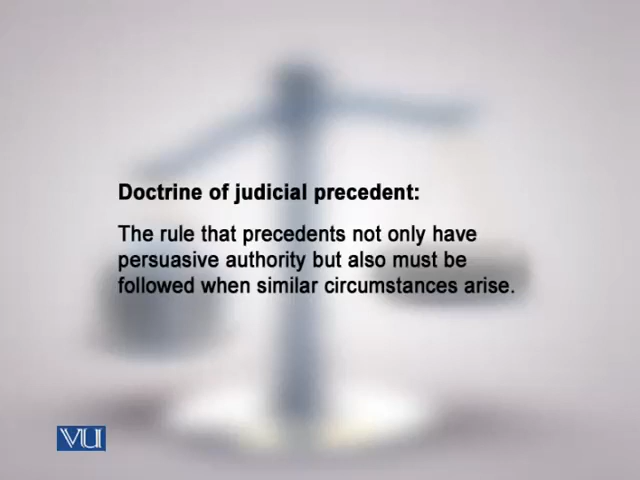 Doctrine of judicial precedent:
The rule that precedents not only have
persuasive authority but also must be
followed when similar circumstances arise.
VU